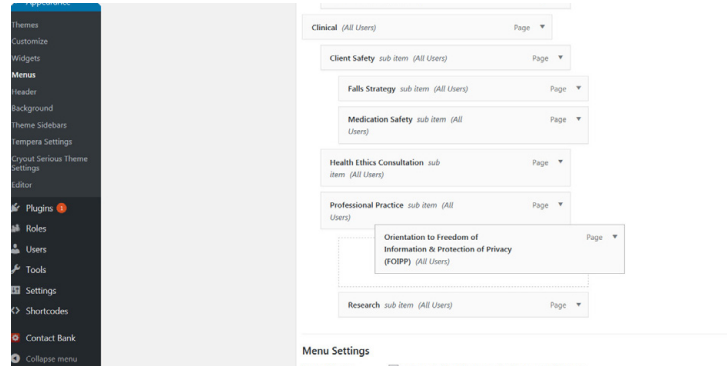 Appearance
Themes
Customize
Widgets
Menus
Header
Background
Theme Sidebars
Tempera Settings
Cryout Serious Theme
Settings
Editor
Plugins 1
Roles
Users
Tools
Settings
Shortcodes
Contact Bank
Collapse menu
Clinical (All Users) Page
Client Safety sub item (All Users) Page
Falls Strategy sub item (All Users) Page
Medication Safety sub item (All Page
Users)
Health Ethics Consultation sub Page
item (All Users)
Professional Practice sub item (All Page
Users)
Orientation to Freedom of Page
Information & Protection of Privacy
(FOIPP) (All Users)
Research sub item (All Users) Page
Menu Settings